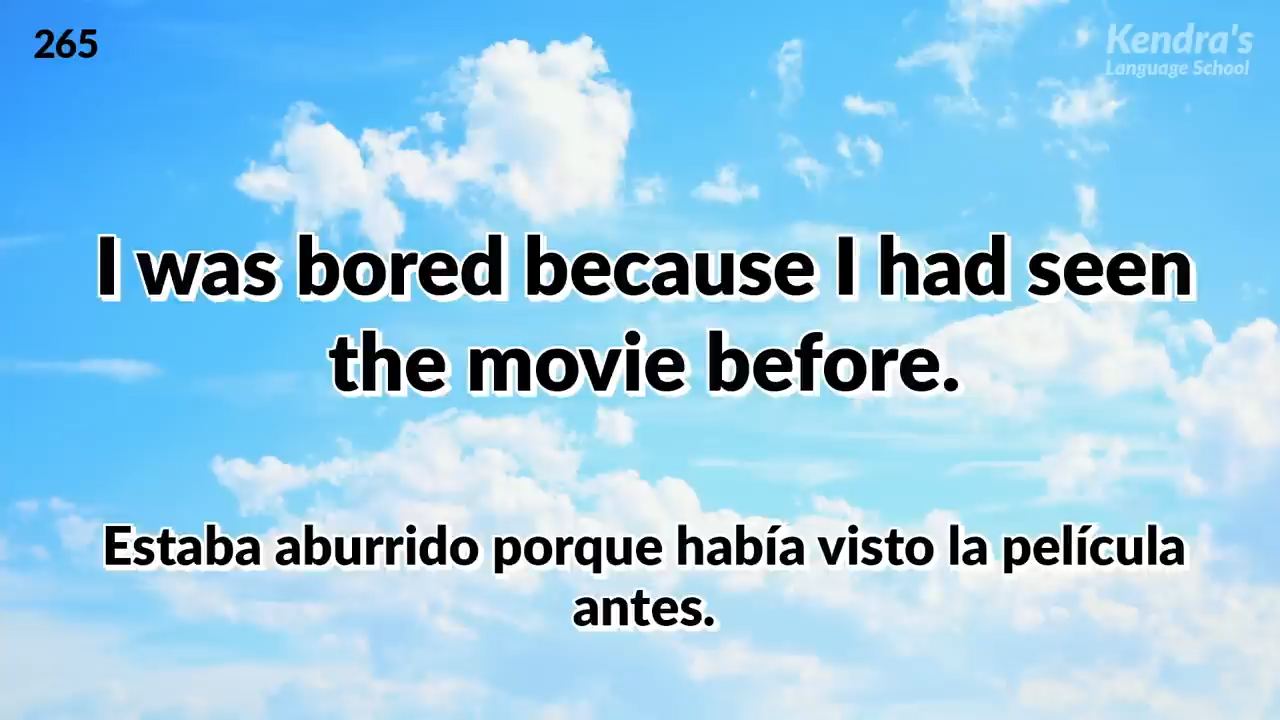 265
Kendra's
Language School
I was bored because I had seen
the movie before.
Estaba aburrido porque había visto la película
antes.